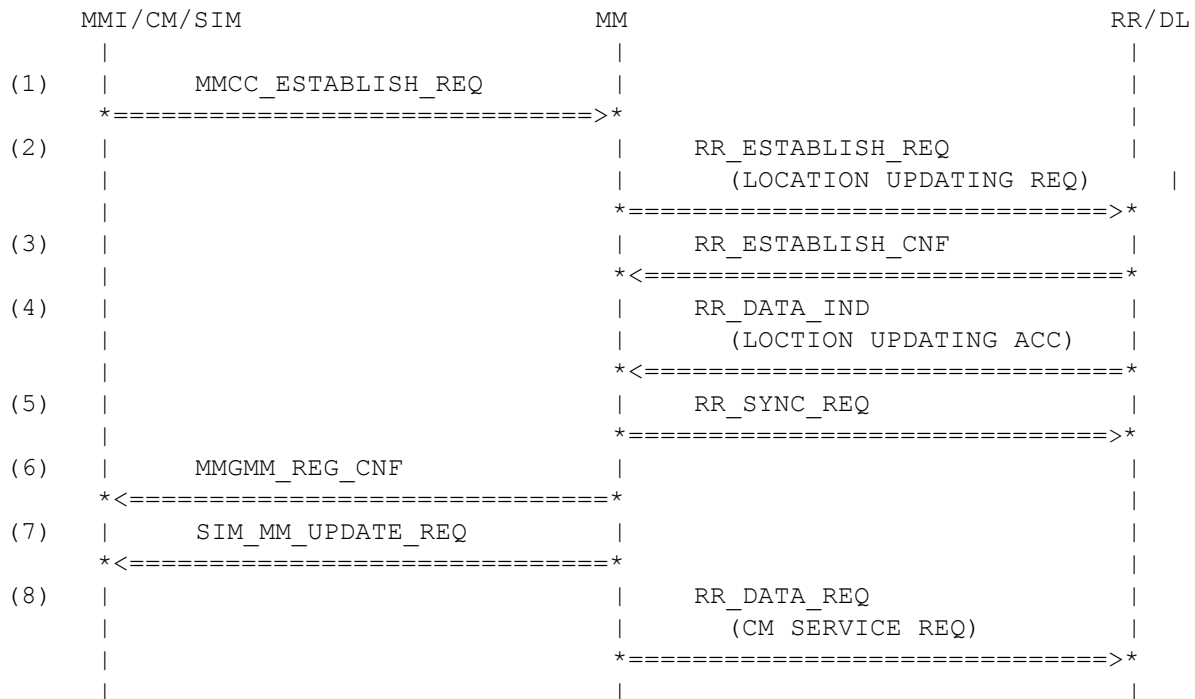 MMI/CM/SIM MM RR/DL
| | |
(1) | MMCC_ESTABLISH_REQ | |
*==============================>* |
(2) | | RR_ESTABLISH_REQ |
| | (LOCATION UPDATING REQ) |
| *==============================>*
(3) | | RR_ESTABLISH_CNF |
| *<==============================*
(4) | | RR_DATA_IND |
| | (LOCTION UPDATING ACC) |
| *<==============================*
(5) | | RR_SYNC_REQ |
| *==============================>*
(6) | MMGMM_REG_CNF | |
*<==============================* |
(7) | SIM_MM_UPDATE_REQ | |
*<==============================* |
(8) | | RR_DATA_REQ |
| | (CM SERVICE REQ) |
| *==============================>*
| | |